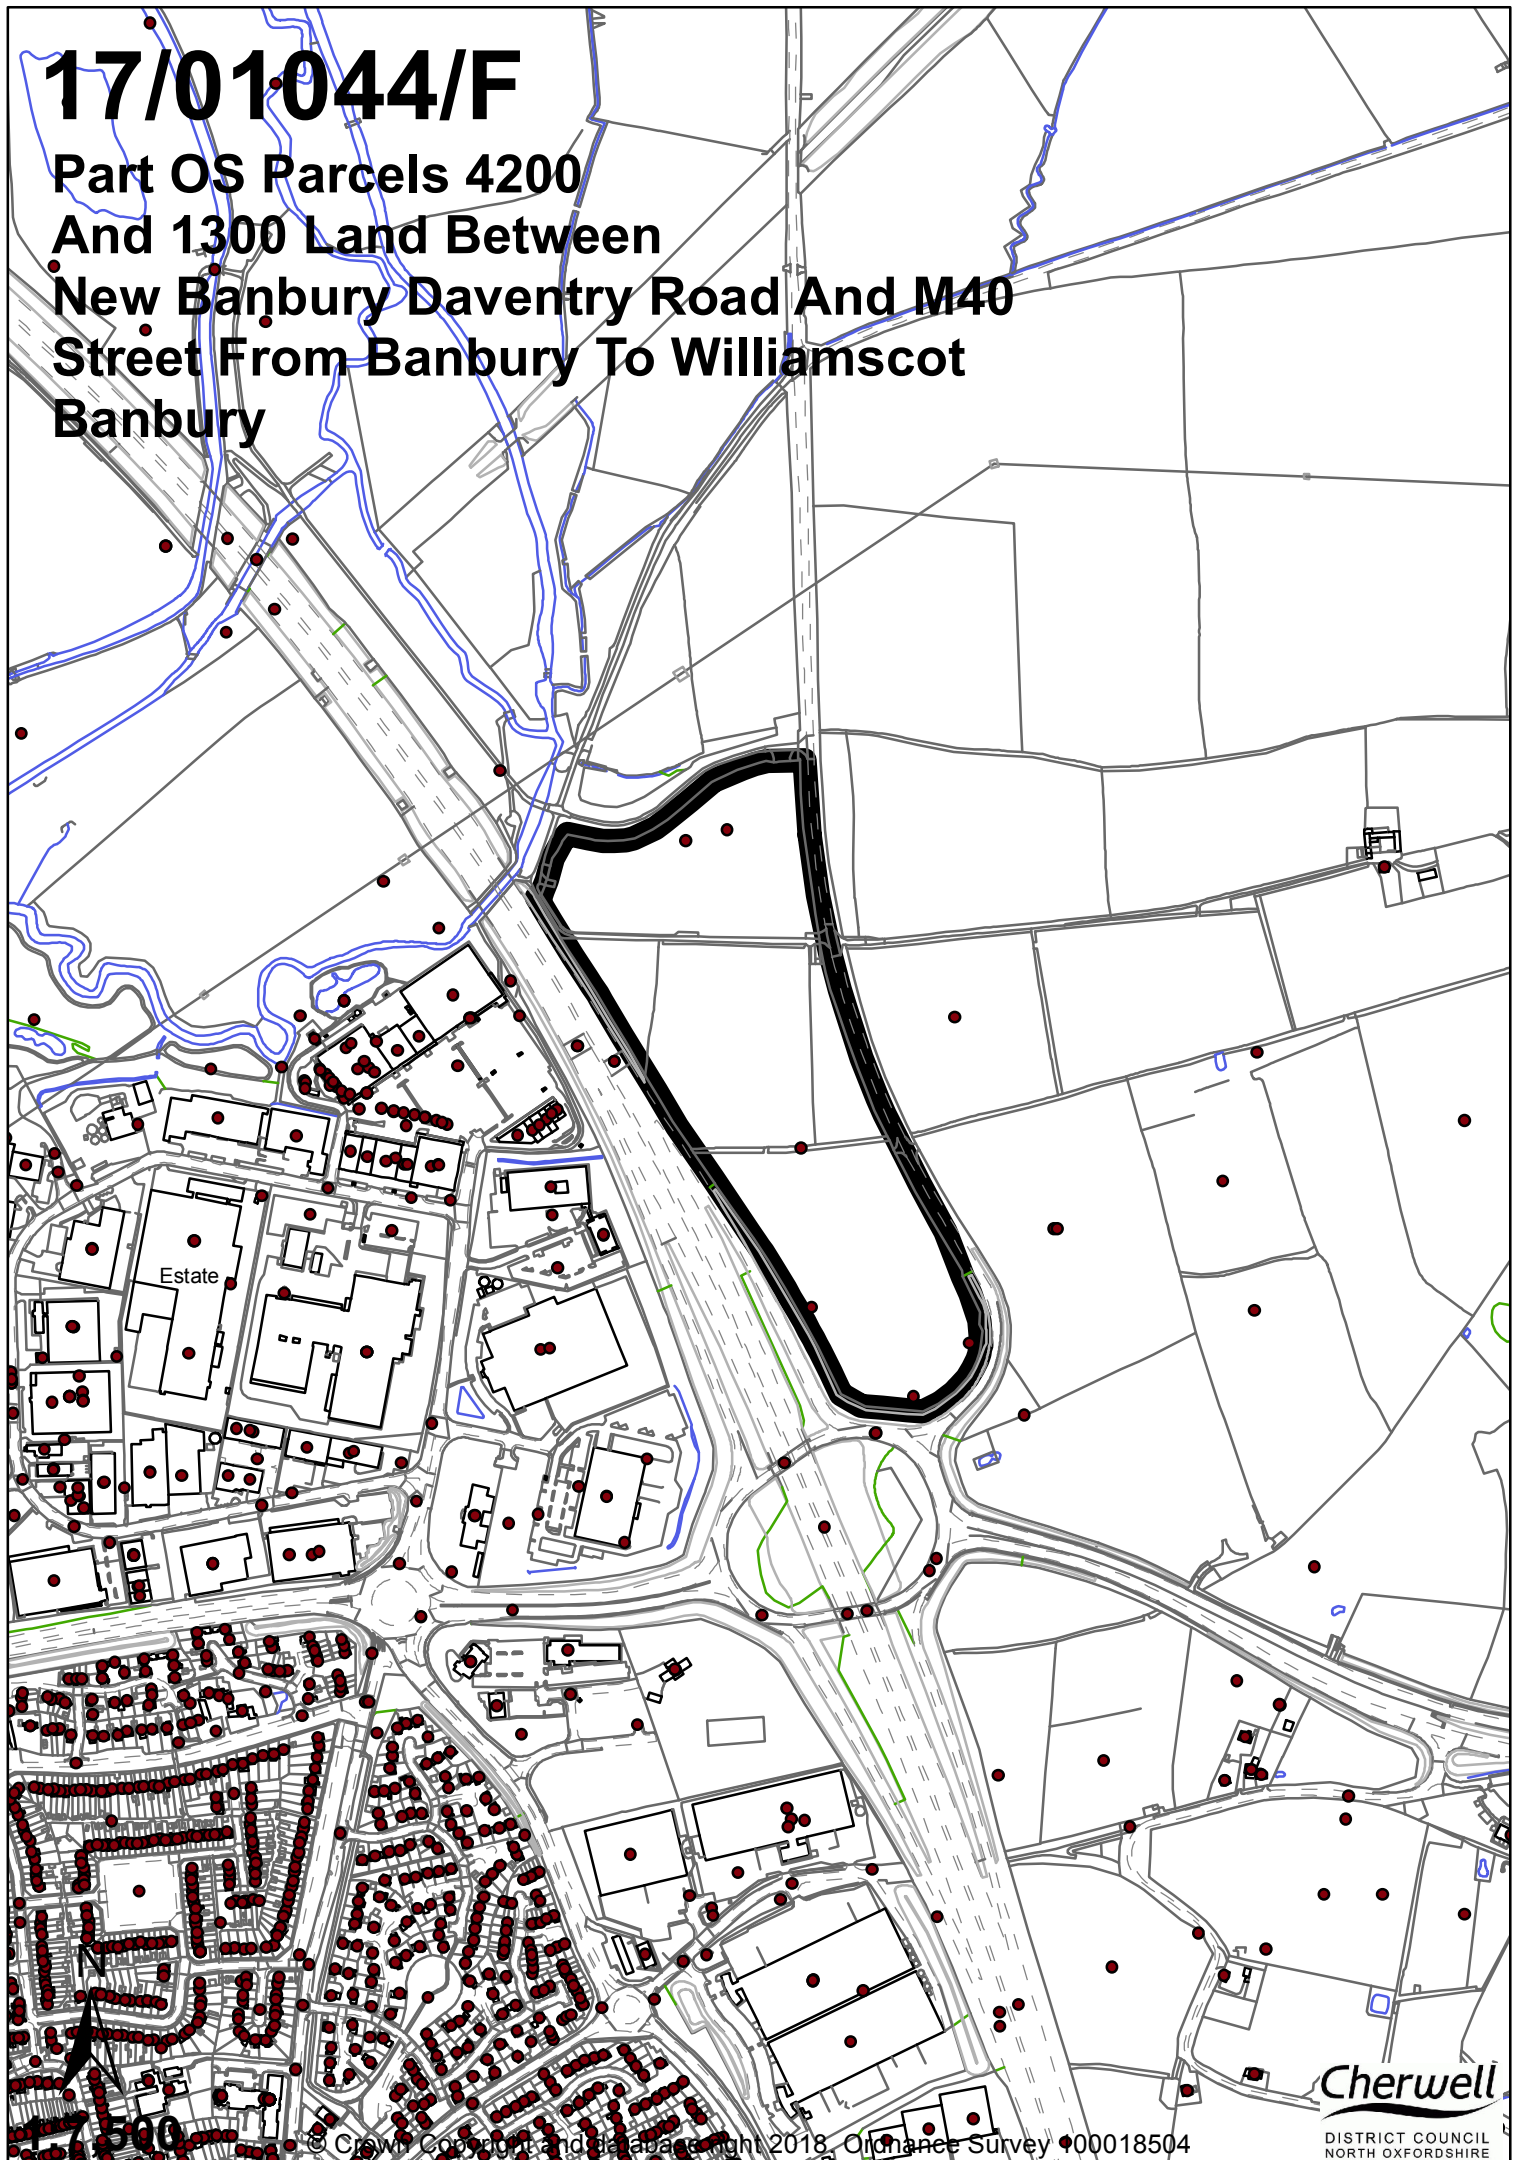 17/01044/F
Part OS Parcels 4200
And 1300 Land Between
New Banbury Daventry Road And M40
Street From Banbury To Williamscot
Banbury
Estate
N
1:7,500
© Crown Copyright and database right 2018. Ordnance Survey 100018504
Cherwell
DISTRICT COUNCIL
NORTH OXFORDSHIRE